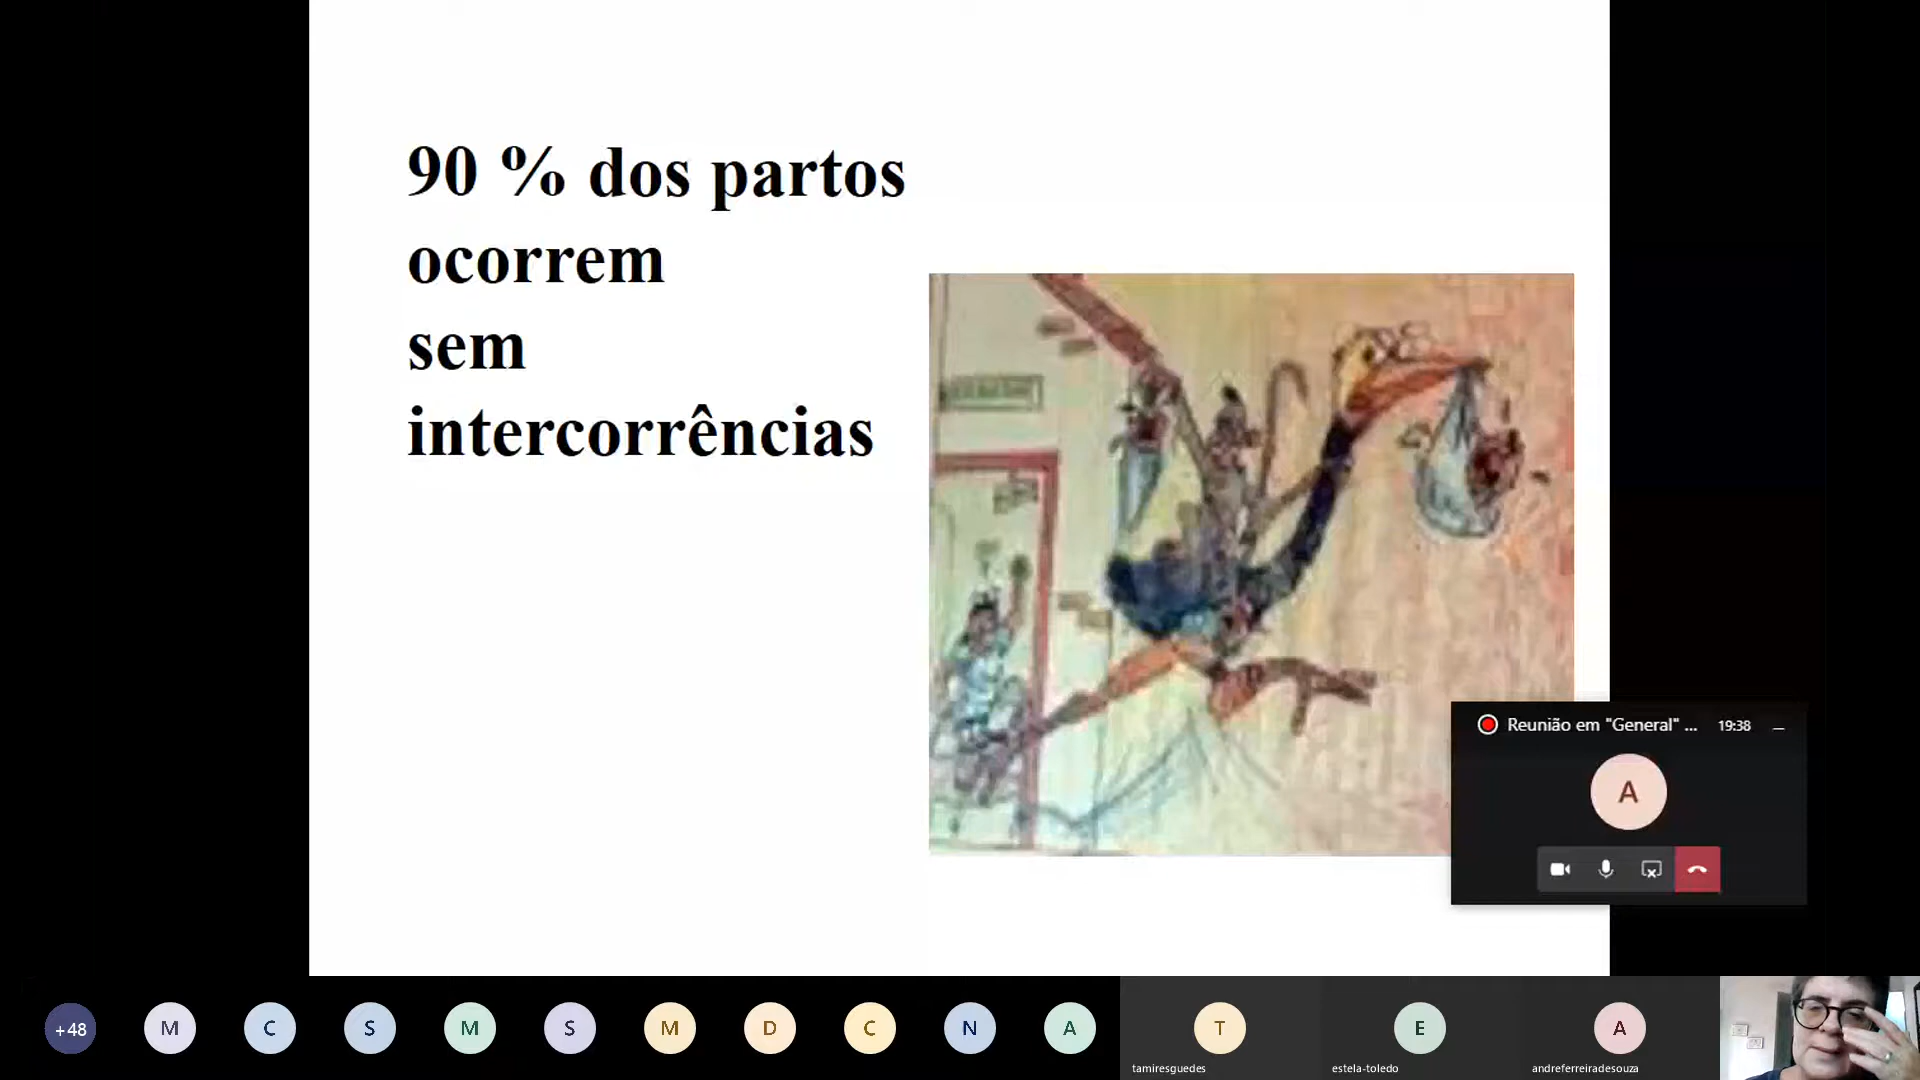 90 % dos partos
ocorrem
sem
intercorrências
Reunião em "General" ... 19:38
A
+48 M C S M S M D C N A T E A
tamiresguedes estela-toledo andreferreiradesouza